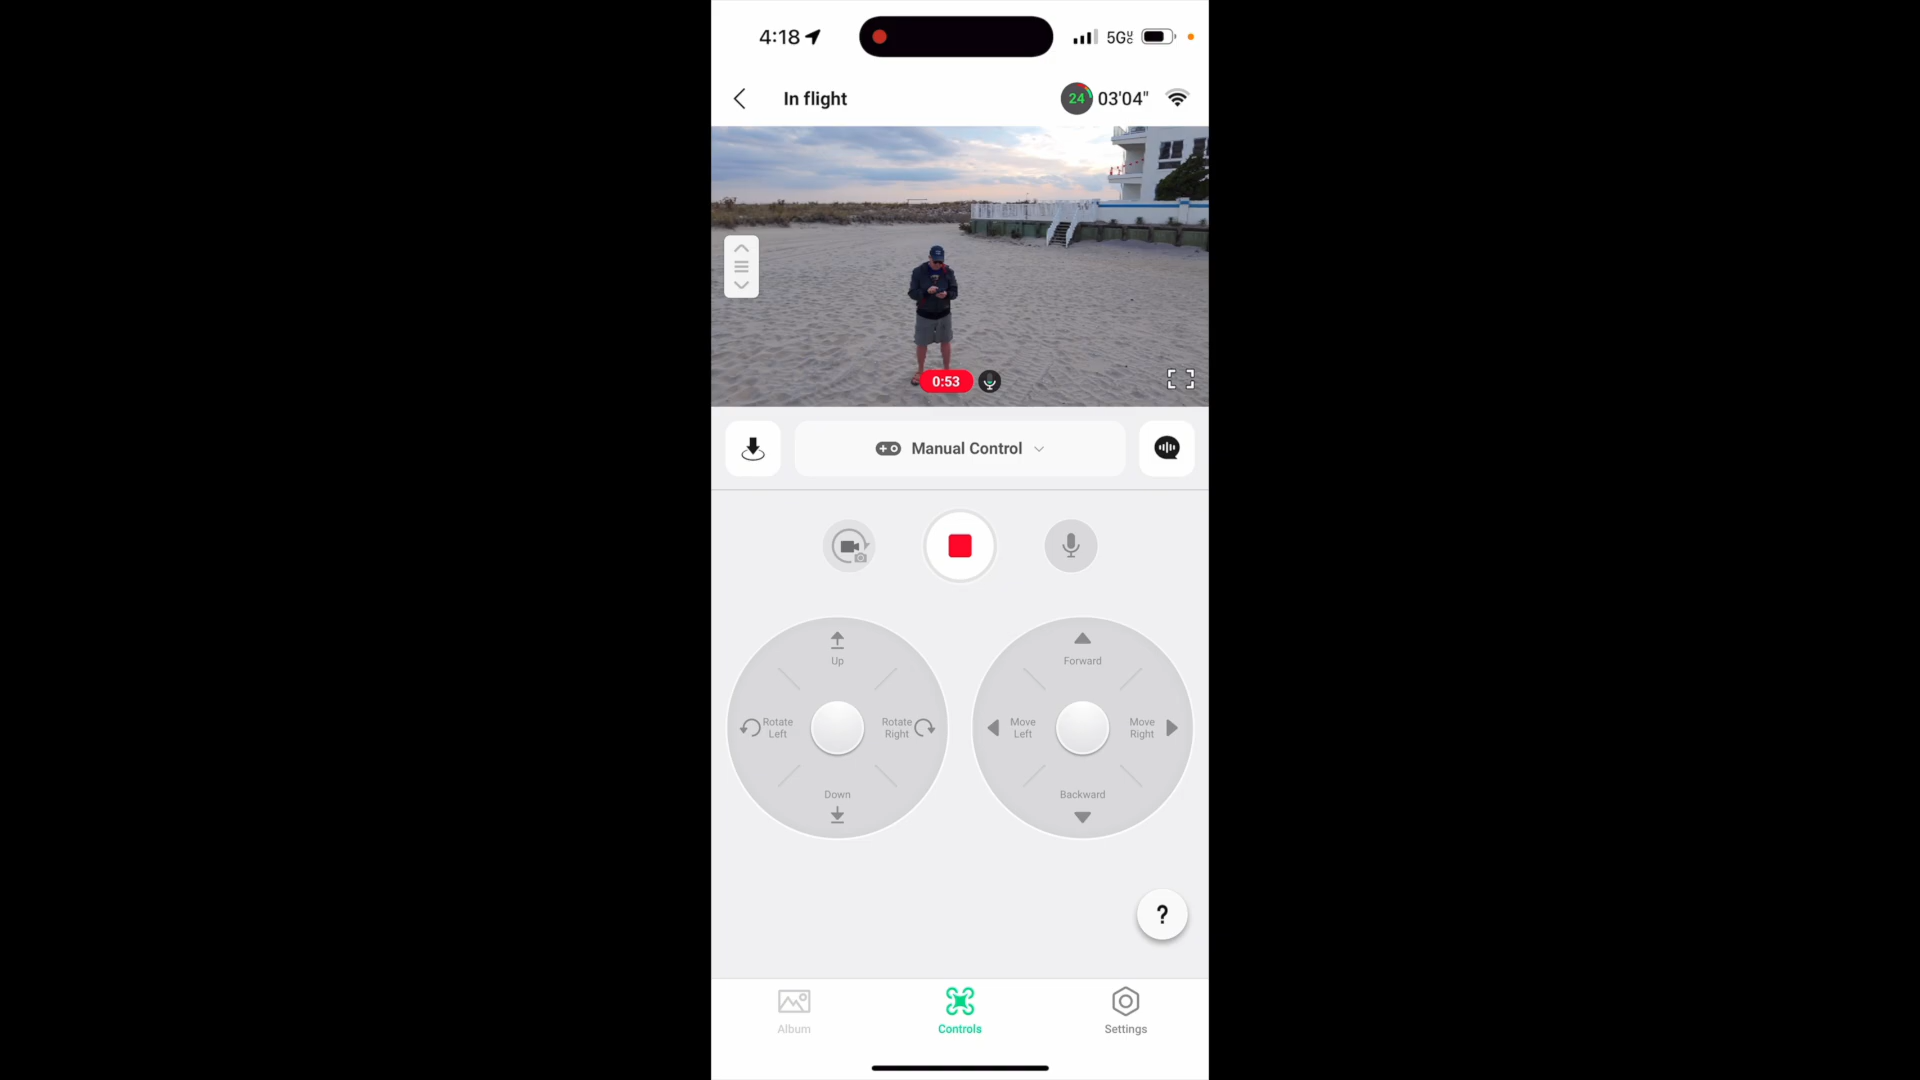 4:18
5G
In flight
24
03'04"
0:53
Manual Control
Up
Forward
Rotate
Left
Rotate
Right
Move
Left
Move
Right
Down
Backward
?
Album
Controls
Settings